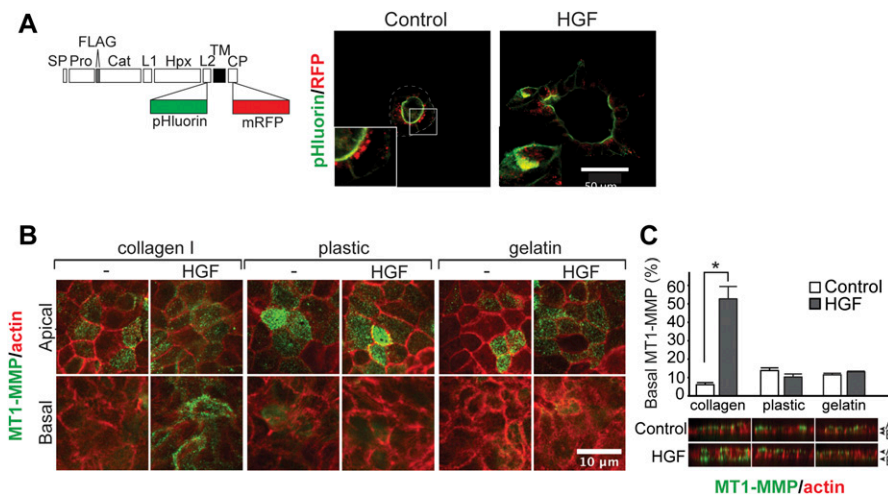 A
FLAG
SP Pro Cat L1 Hpx L2 TM CP
pHluorin mRFP
pHluorin/RFP
Control HGF
50 µm
B
collagen I plastic gelatin
- HGF - HGF - HGF
MT1-MMP/actin
Apical
Basal
10 µm
C
Basal MT1-MMP (%)
60
50
40
30
20
10
0
*
Control
HGF
collagen plastic gelatin
Control
HGF
MT1-MMP/actin